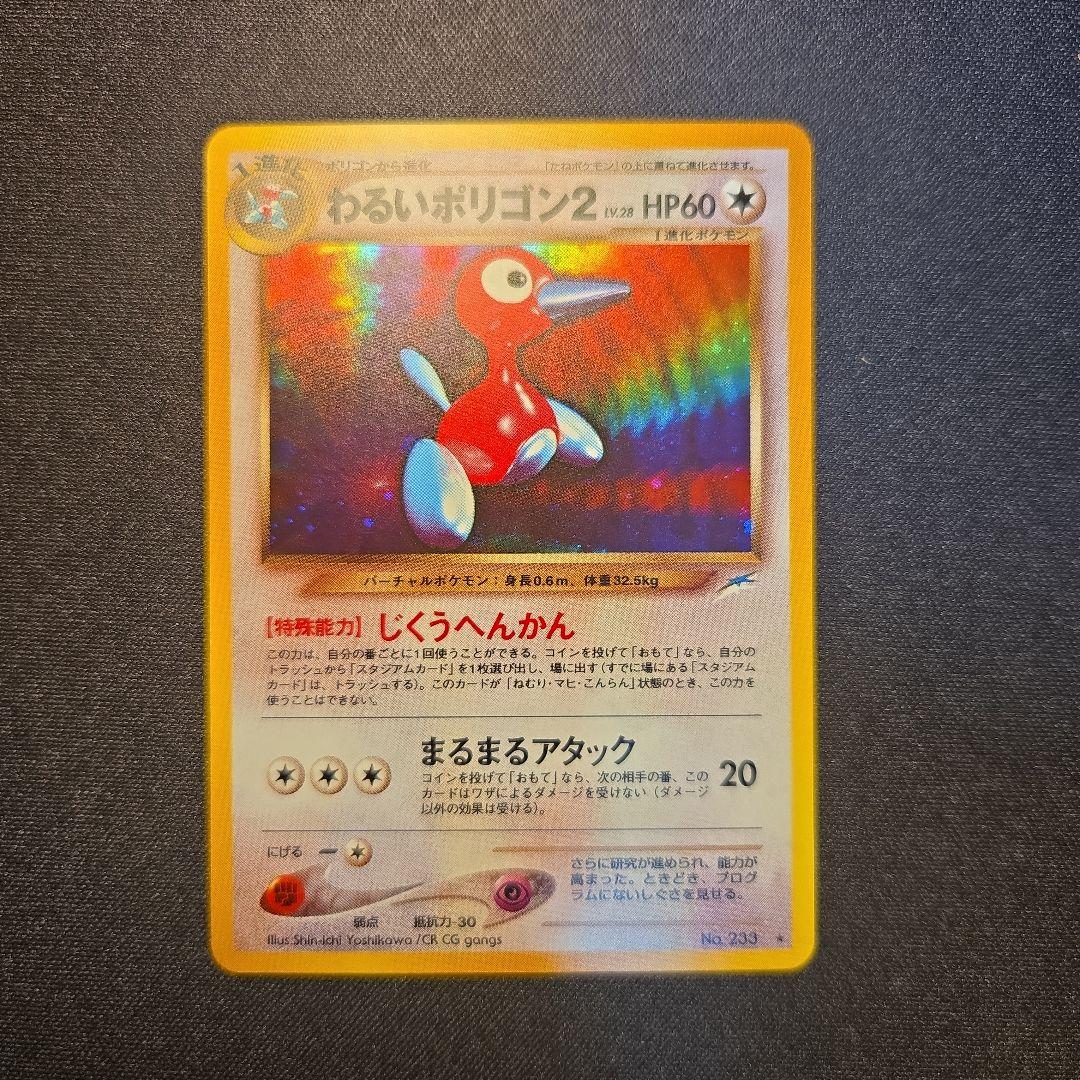 1進化 ポリゴンから進化 「たねポケモン」の上に重ねて進化させます。
わるいポリゴン2 LV.28 HP60
1進化ポケモン
バーチャルポケモン：身長0.6m、体重32.5kg
【特殊能力】じくうへんかん
この力は、自分の番ごとに1回使うことができる。コインを投げて「おもて」なら、自分の
トラッシュから「スタジアムカード」を1枚選び出し、場に出す（すでに場にある「スタジアム
カード」は、トラッシュする）。このカードが「ねむり・マヒ・こんらん」状態のとき、この力を
使うことはできない。
まるまるアタック 20
コインを投げて「おもて」なら、次の相手の番、この
カードはワザによるダメージを受けない（ダメージ
以外の効果は受ける）。
にげる
さらに研究が進められ、能力が
高まった。ときどき、プログ
ラムにないしぐさを見せる。
弱点 抵抗力-30
Illus.Shin-ichi Yoshikawa /CR CG gangs No. 233 ★